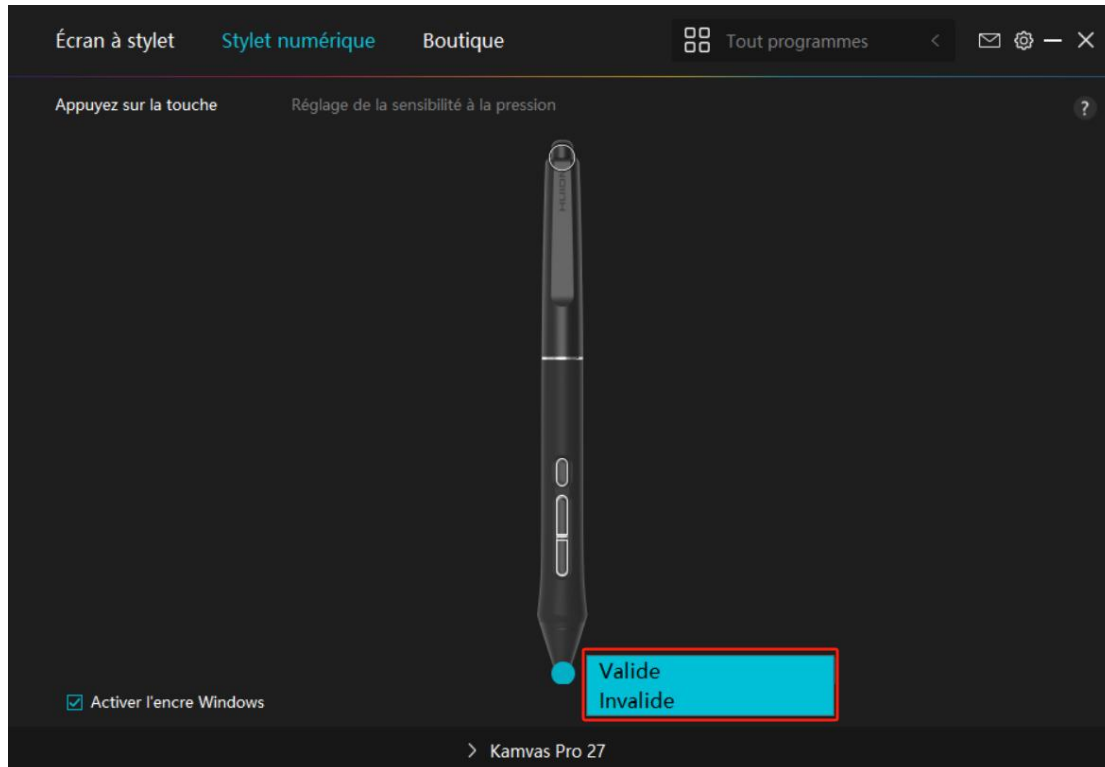 Écran à stylet Stylet numérique Boutique Tout programmes
Appuyez sur la touche Réglage de la sensibilité à la pression ?
HUION
Valide
Invalide
Activer l'encre Windows
Kamvas Pro 27